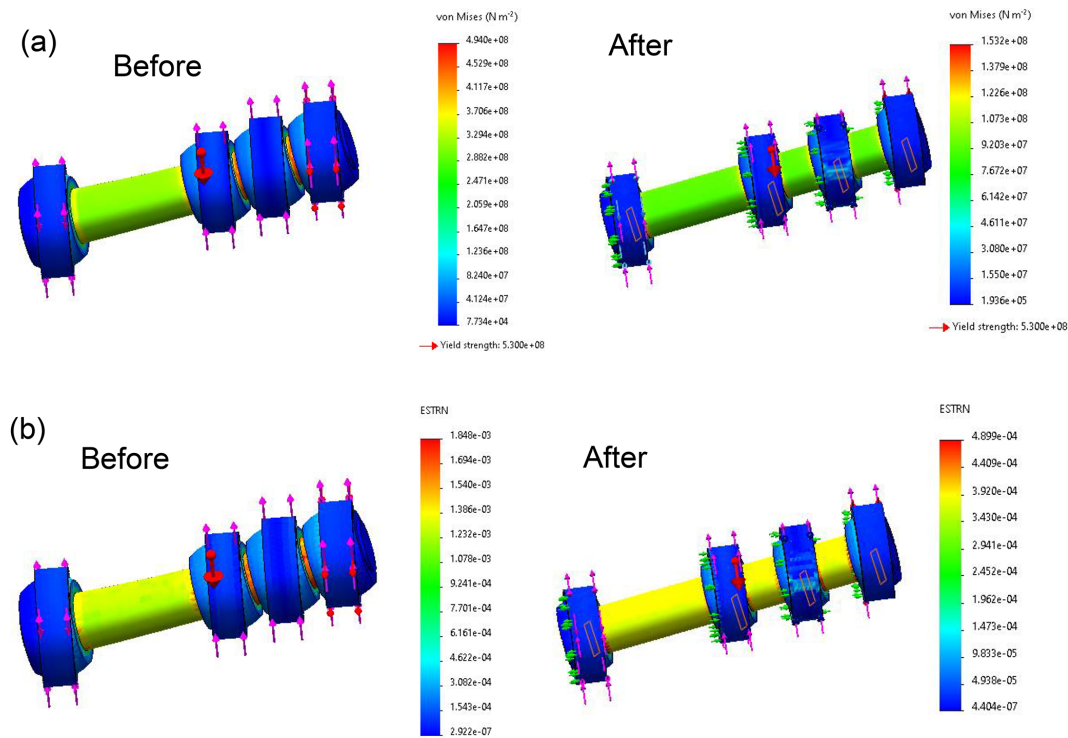 (a)
Before
von Mises (N m-2)
4.940e+08
4.529e+08
4.117e+08
3.706e+08
3.294e+08
2.882e+08
2.471e+08
2.059e+08
1.647e+08
1.236e+08
8.240e+07
4.124e+07
7.734e+04
Yield strength: 5.300e+08
After
von Mises (N m-2)
1.532e+08
1.379e+08
1.226e+08
1.073e+08
9.203e+07
7.672e+07
6.142e+07
4.611e+07
3.080e+07
1.550e+07
1.936e+05
Yield strength: 5.300e+08
(b)
Before
ESTRN
1.848e-03
1.694e-03
1.540e-03
1.386e-03
1.078e-03
9.241e-04
7.701e-04
6.161e-04
4.622e-04
3.082e-04
1.543e-04
2.922e-07
After
ESTRN
4.899e-04
4.409e-04
3.920e-04
3.430e-04
2.941e-04
2.452e-04
1.962e-04
1.473e-04
9.833e-05
4.938e-05
4.404e-07